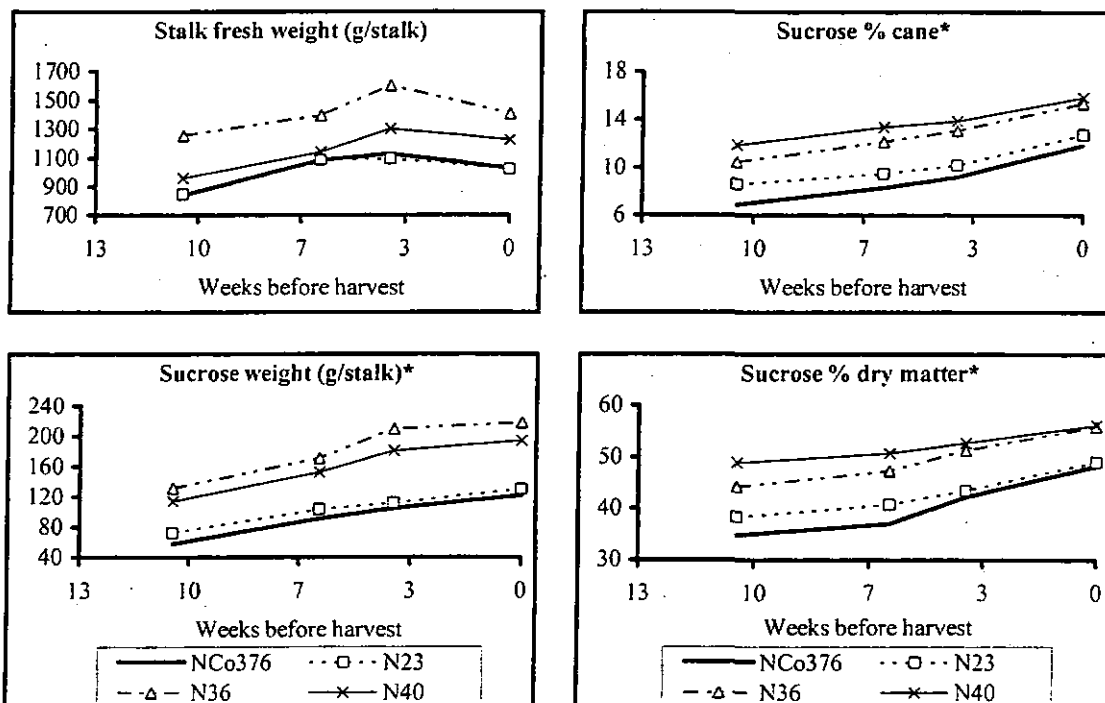 Stalk fresh weight (g/stalk)
1700
1500
1300
1100
900
700
13 10 7 3 0
Weeks before harvest
Sucrose % cane*
18
14
10
6
13 10 7 3 0
Weeks before harvest
Sucrose weight (g/stalk)*
240
200
160
120
80
40
13 10 7 3 0
Weeks before harvest
NCo376 N23
N36 N40
Sucrose % dry matter*
60
50
40
30
13 10 7 3 0
Weeks before harvest
NCo376 N23
N36 N40